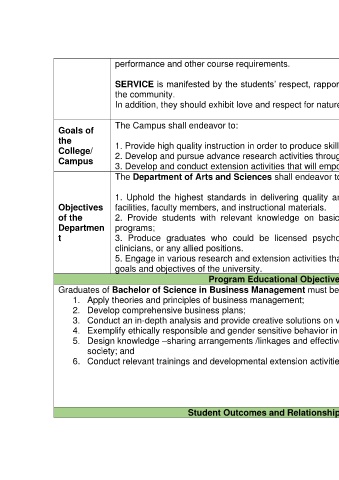 performance and other course requirements.
SERVICE is manifested by the students' respect, rappor
the community.
In addition, they should exhibit love and respect for nature
Goals of
the
College/
Campus
The Campus shall endeavor to:
1. Provide high quality instruction in order to produce skil
2. Develop and pursue advance research activities throug
3. Develop and conduct extension activities that will empo
Objectives
of the
Departmen
t
The Department of Arts and Sciences shall endeavor to
1. Uphold the highest standards in delivering quality a
facilities, faculty members, and instructional materials.
2. Provide students with relevant knowledge on basic
programs;
3. Produce graduates who could be licensed psycho
clinicians, or any allied positions.
5. Engage in various research and extension activities tha
goals and objectives of the university.
Program Educational Objective
Graduates of Bachelor of Science in Business Management must be
1. Apply theories and principles of business management;
2. Develop comprehensive business plans;
3. Conduct an in-depth analysis and provide creative solutions on v
4. Exemplify ethically responsible and gender sensitive behavior in
5. Design knowledge –sharing arrangements /linkages and effective
society; and
6. Conduct relevant trainings and developmental extension activitie
Student Outcomes and Relationship